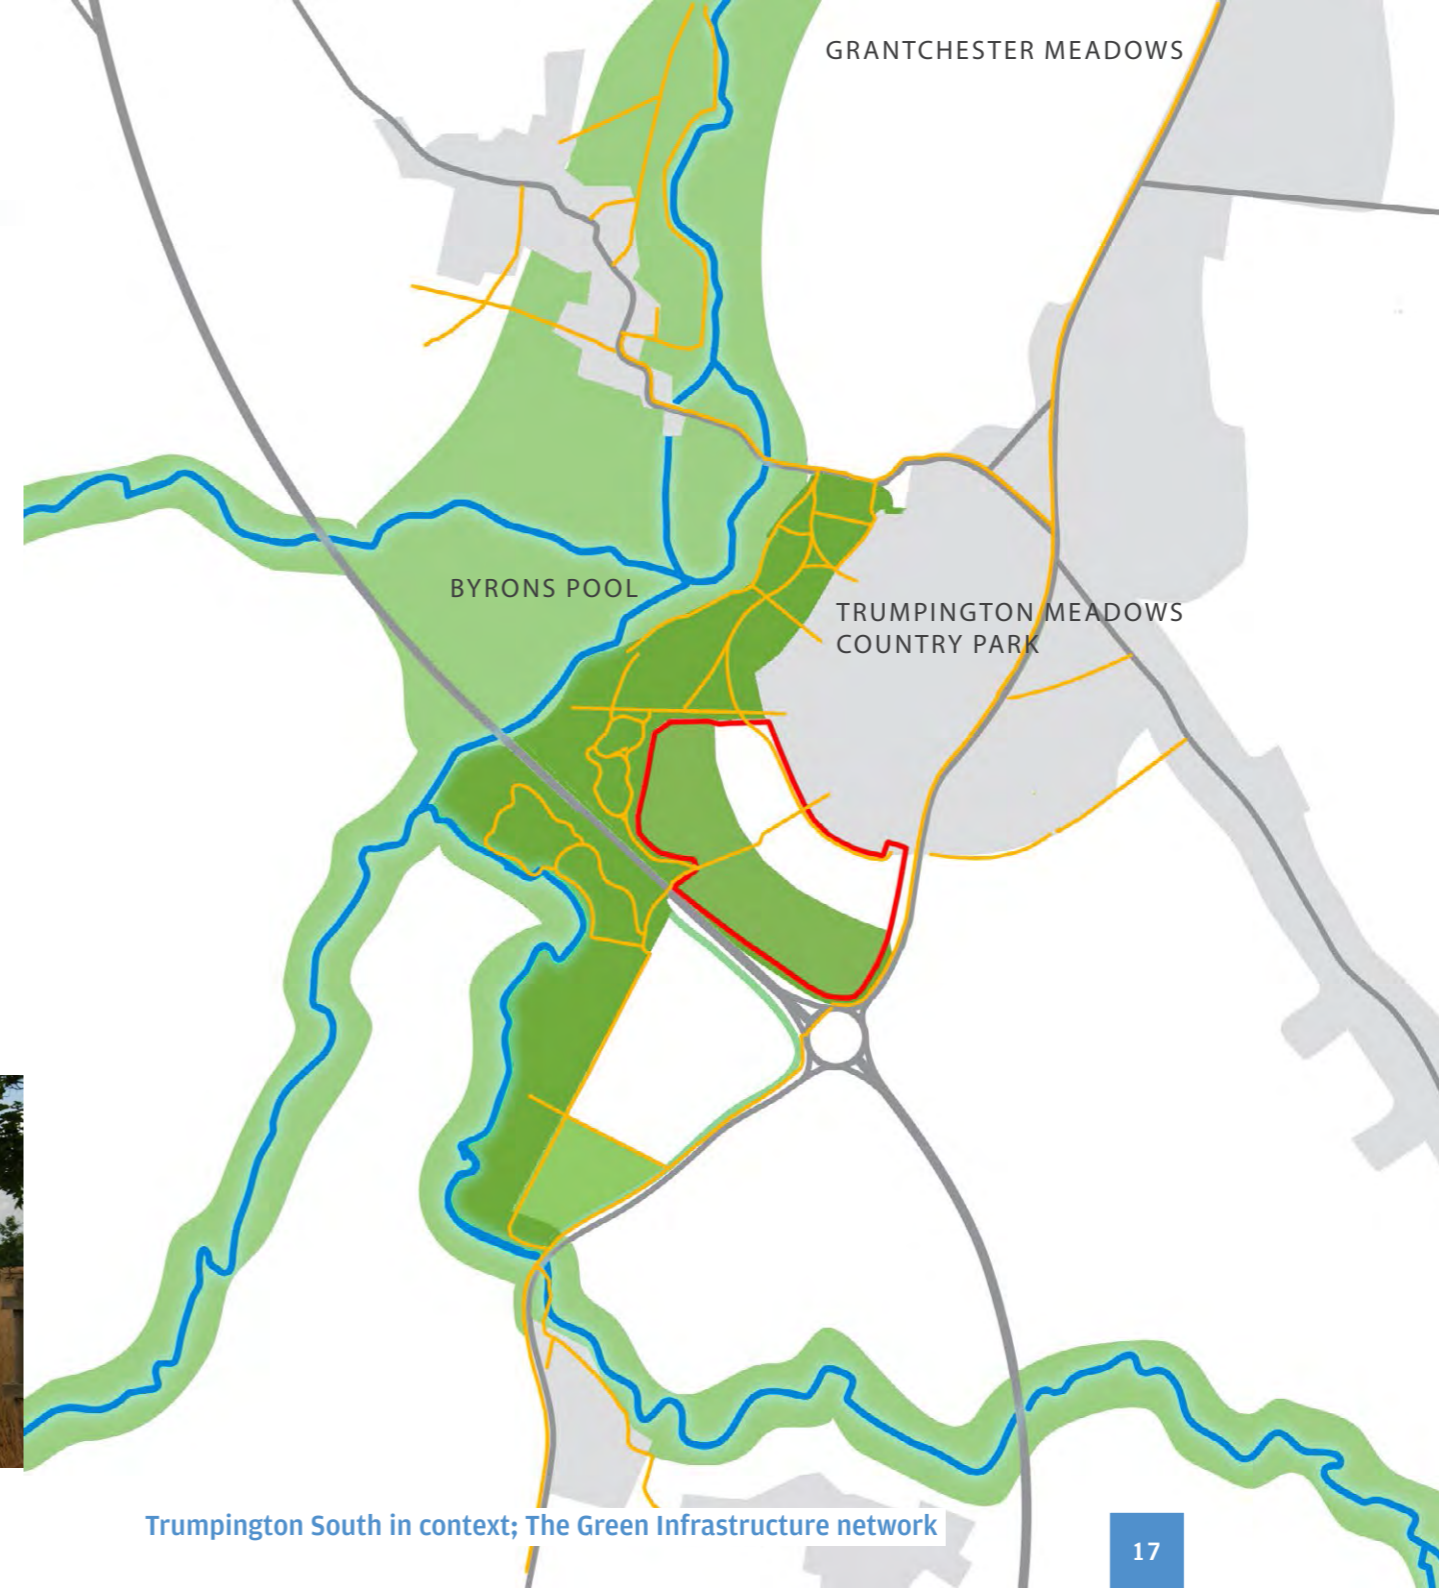 GRANTCHESTER MEADOWS
BYRONS POOL
TRUMPINGTON MEADOWS
COUNTRY PARK
Trumpington South in context; The Green Infrastructure network
17